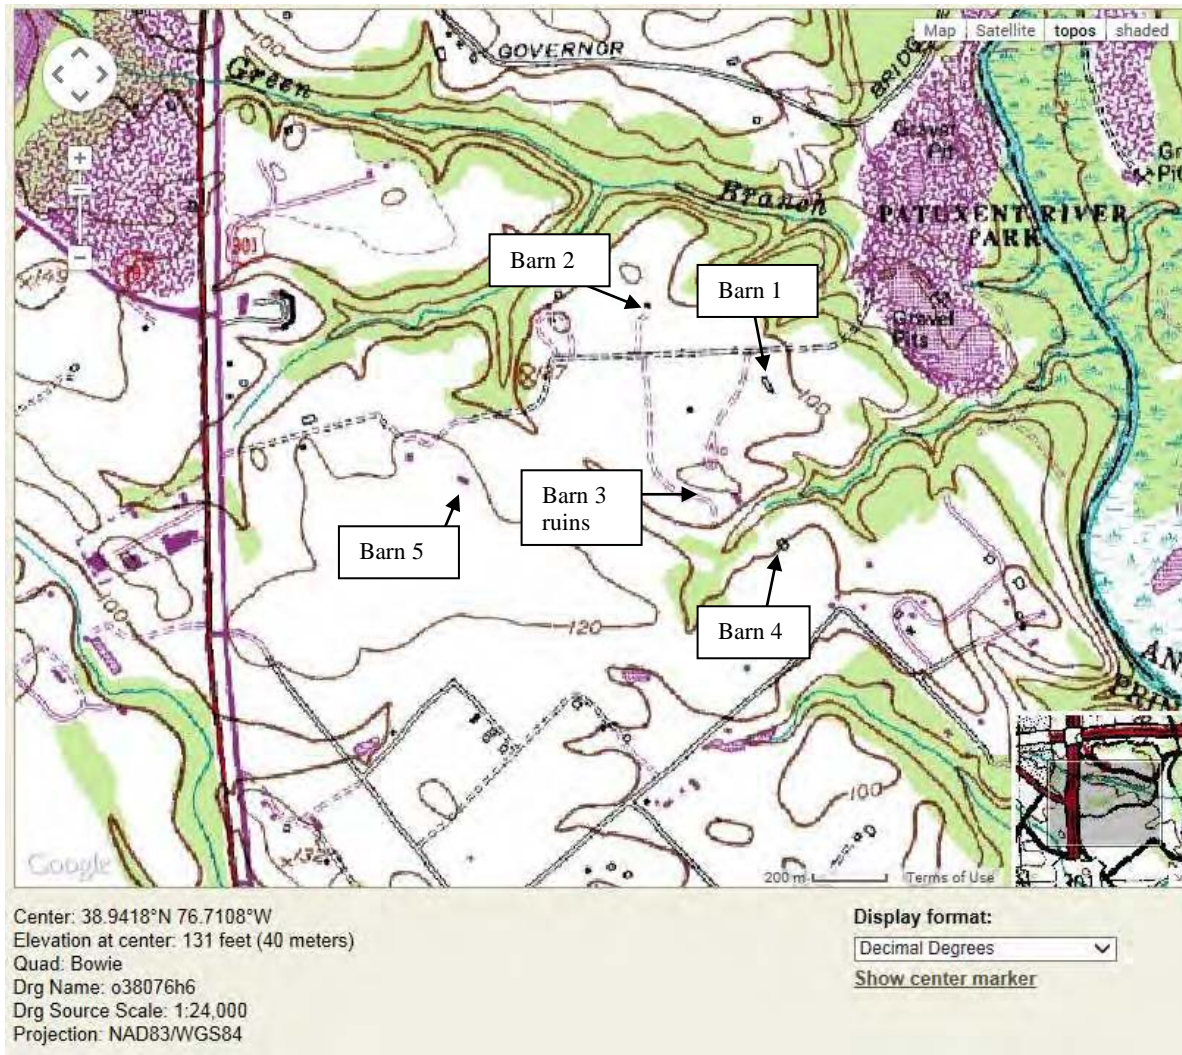 Map
Satellite
topos
shaded
100
GOVERNOR
BRIDGE
Green
Branch
Gravel
Pit
Gravel
Pits
PATUXENT RIVER
PARK
301
Barn 2
Barn 1
100
Barn 3
ruins
Barn 5
Barn 4
100
120
100
Google
200 m
Terms of Use
Center: 38.9418°N 76.7108°W
Elevation at center: 131 feet (40 meters)
Quad: Bowie
Drg Name: o38076h6
Drg Source Scale: 1:24,000
Projection: NAD83/WGS84
Display format:
Decimal Degrees
Show center marker